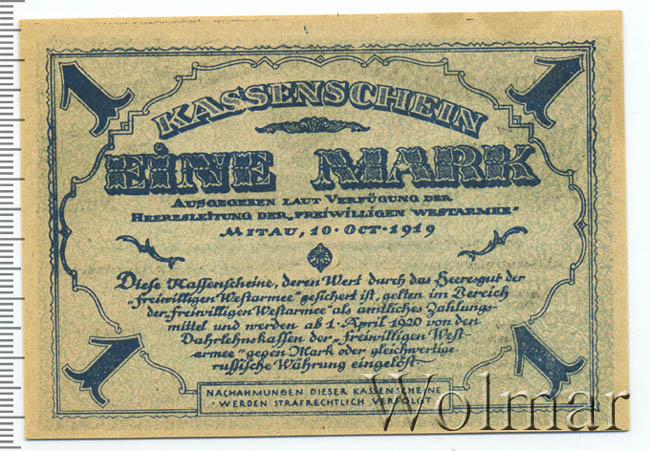 1 1
KASSENSCHEIN
EINE MARK
AUSGEGEBEN LAUT VERFÜGUNG DER
HEERESLEITUNG DER „FREIWILLIGEN WESTARMEE“
MITAU, 10·OCT·1919
Diese Kassenscheine, deren Wert durch das Heeresgut der
„freiwilligen Westarmee“ gesichert ist, gelten im Bereich
der „freiwilligen Westarmee“ als amtliches Zahlungs-
mittel und werden ab 1·April 1920 von den
Darlehnskassen der „freiwilligen West-
armee“ gegen Mark oder gleichwertige
russische Währung eingelöst·
1 1
NACHAHMUNGEN DIESER KASSENSCHEINE
WERDEN STRAFRECHTLICH VERFOLGT
Wolmar